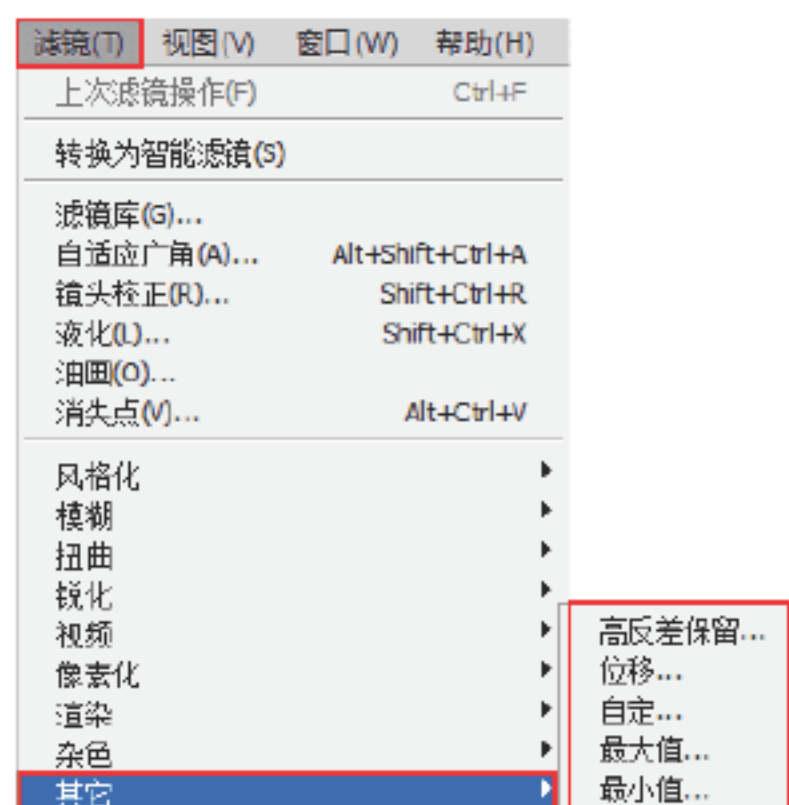 滤镜(T) 视图(V) 窗口(W) 帮助(H)
上次滤镜操作(F) Ctrl+F
转换为智能滤镜(S)
滤镜库(G)...
自适应广角(A)... Alt+Shift+Ctrl+A
镜头校正(R)... Shift+Ctrl+R
液化(L)... Shift+Ctrl+X
油画(O)...
消失点(V)... Alt+Ctrl+V
风格化
模糊
扭曲
锐化
视频
像素化
渲染
杂色
其它
高反差保留...
位移...
自定...
最大值...
最小值...